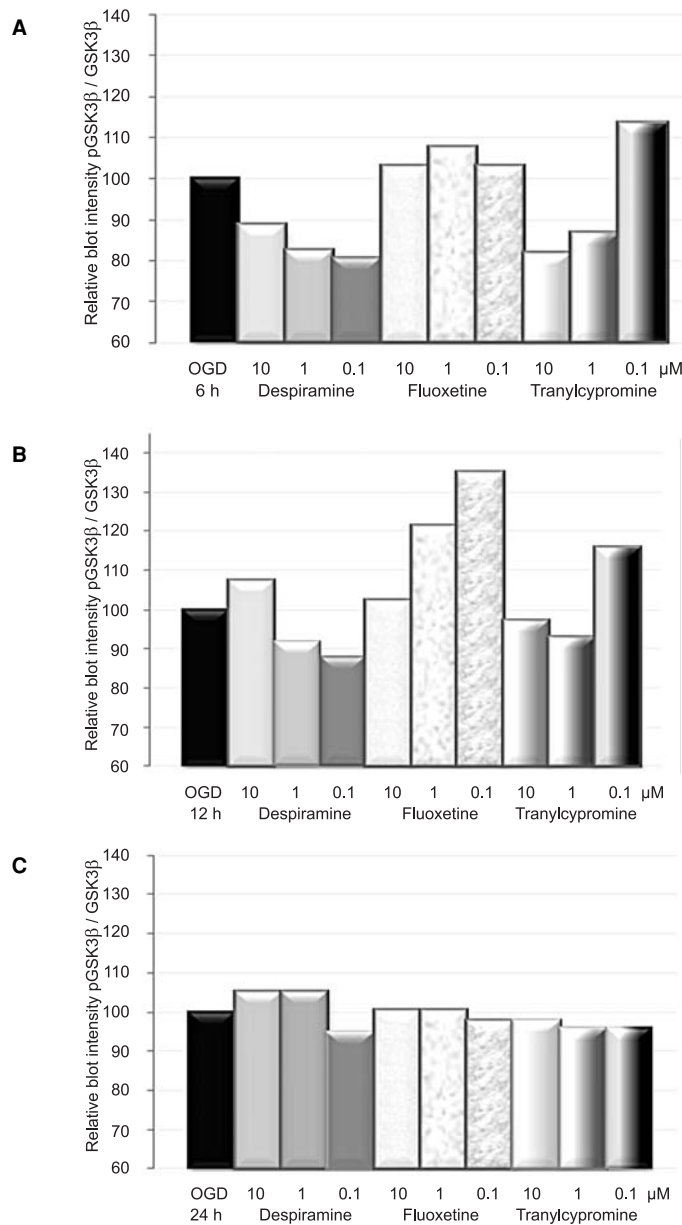 A
Relative blot intensity pGSK3β / GSK3β
140
130
120
110
100
90
80
70
60
OGD 10 1 0.1 10 1 0.1 10 1 0.1 μM
6 h Despiramine Fluoxetine Tranylcypromine
B
Relative blot intensity pGSK3β / GSK3β
140
130
120
110
100
90
80
70
60
OGD 10 1 0.1 10 1 0.1 10 1 0.1 μM
12 h Despiramine Fluoxetine Tranylcypromine
C
Relative blot intensity pGSK3β / GSK3β
140
130
120
110
100
90
80
70
60
OGD 10 1 0.1 10 1 0.1 10 1 0.1 μM
24 h Despiramine Fluoxetine Tranylcypromine